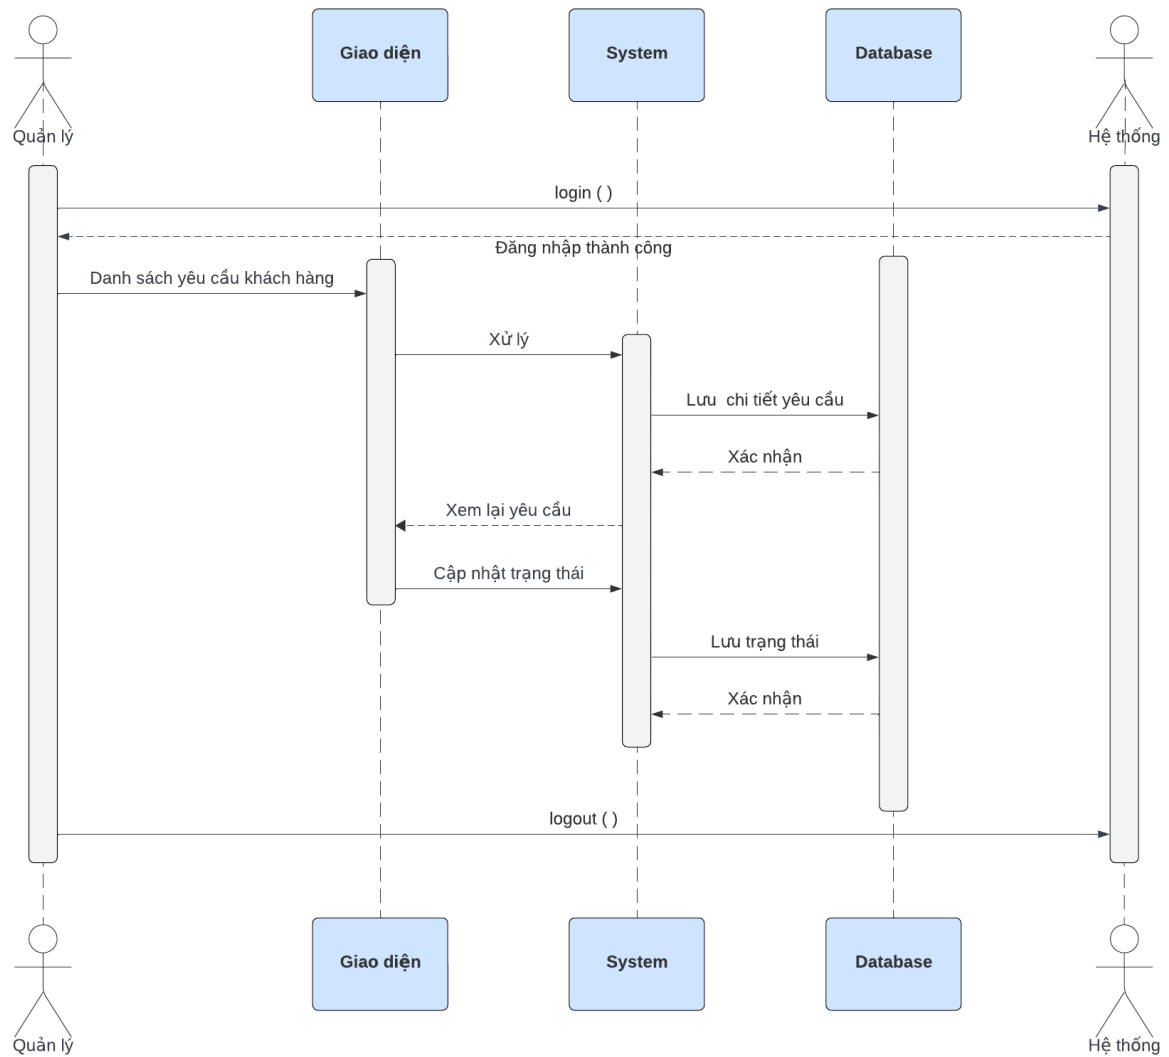 Giao diện
System
Database
Quản lý
Hệ thống
login ( )
Đăng nhập thành công
Danh sách yêu cầu khách hàng
Xử lý
Lưu  chi tiết yêu cầu
Xác nhận
Xem lại yêu cầu
Cập nhật trạng thái
Lưu trạng thái
Xác nhận
logout ( )
Giao diện
System
Database
Quản lý
Hệ thống